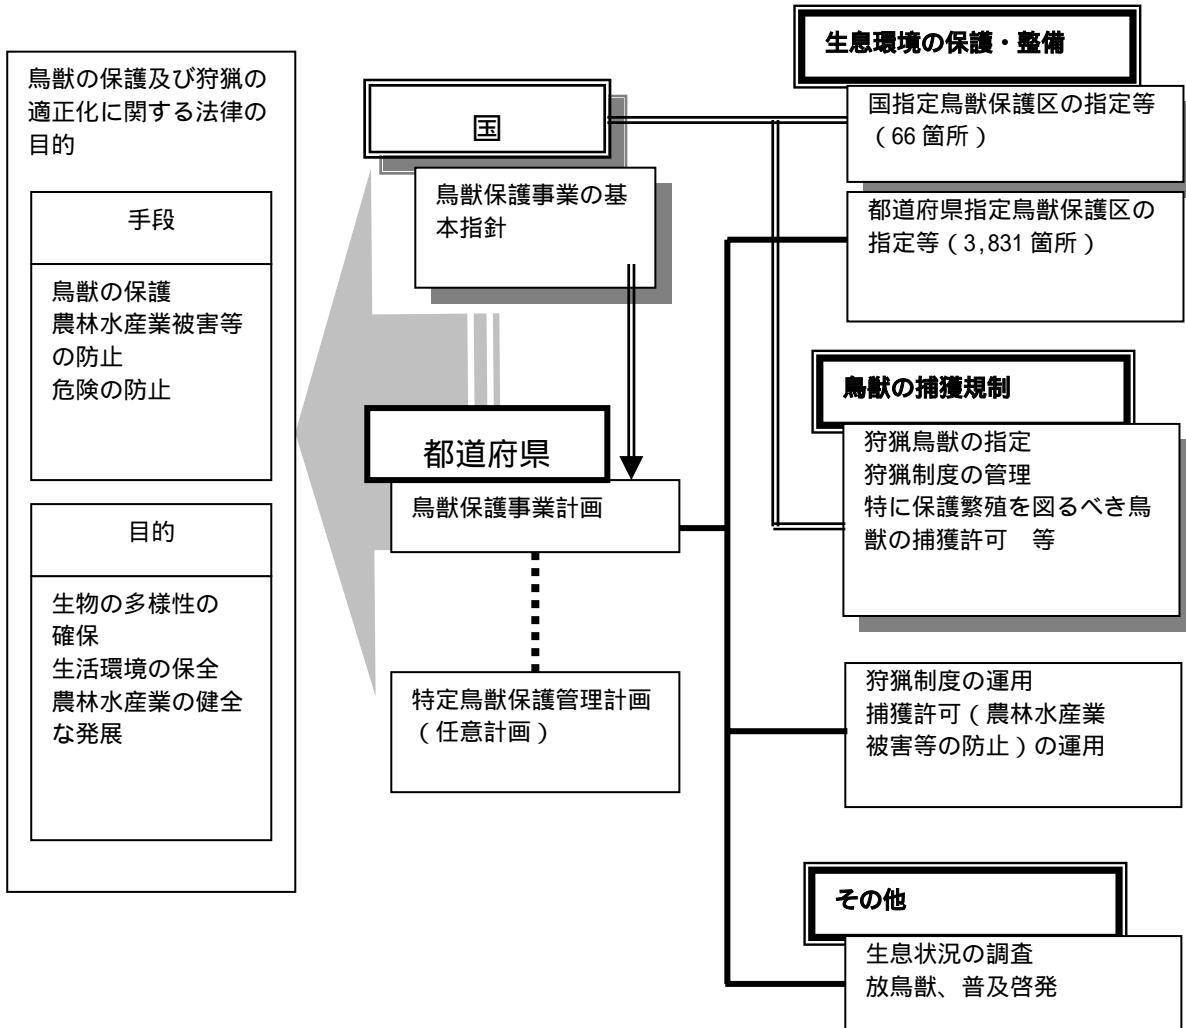 鳥獣の保護及び狩猟の
適正化に関する法律の
目的
手段
鳥獣の保護
農林水産業被害等
の防止
危険の防止
目的
生物の多様性の
確保
生活環境の保全
農林水産業の健全
な発展
国
鳥獣保護事業の基
本指針
都道府県
鳥獣保護事業計画
特定鳥獣保護管理計画
（任意計画）
生息環境の保護・整備
国指定鳥獣保護区の指定等
（66 箇所）
都道府県指定鳥獣保護区の
指定等（3,831 箇所）
鳥獣の捕獲規制
狩猟鳥獣の指定
狩猟制度の管理
特に保護繁殖を図るべき鳥
獣の捕獲許可　等
狩猟制度の運用
捕獲許可（農林水産業
被害等の防止）の運用
その他
生息状況の調査
放鳥獣、普及啓発